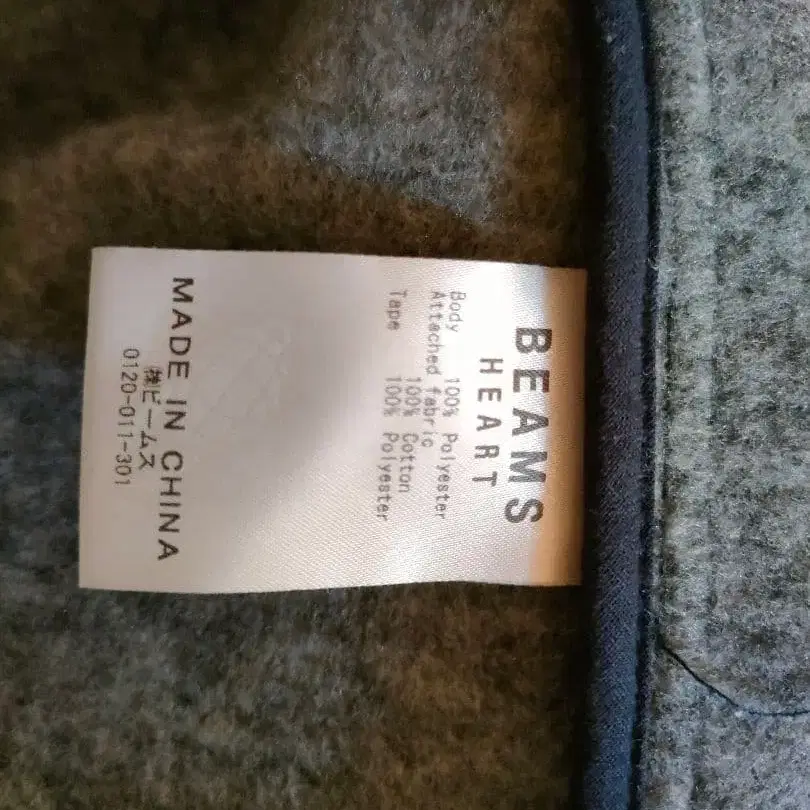 BEAMS
HEART
Body 100% Polyester
Attached fabric
100% Cotton
Tape 100% Polyester
MADE IN CHINA
㈱ビームス
0120-011-301